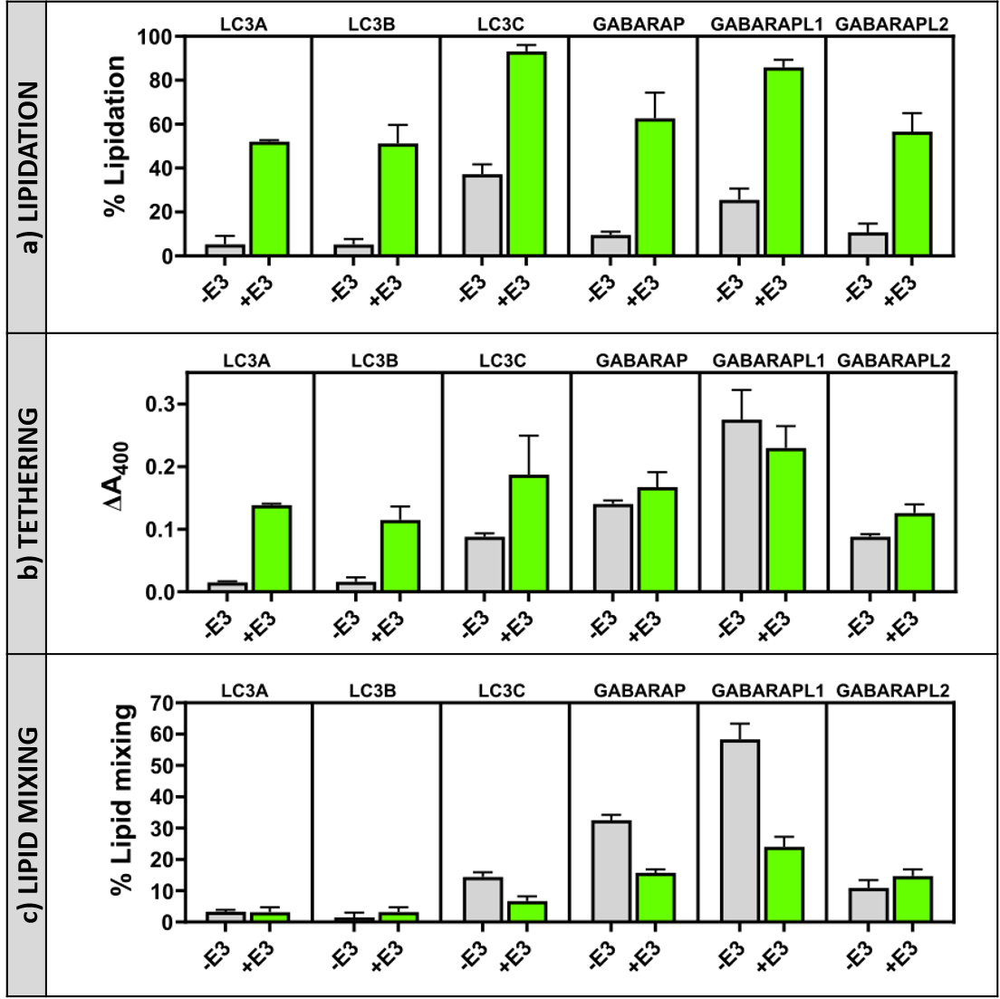 a) LIPIDATION
LC3A LC3B LC3C GABARAP GABARAPL1 GABARAPL2
% Lipidation
100
80
60
40
20
0
-E3 +E3 -E3 +E3 -E3 +E3 -E3 +E3 -E3 +E3 -E3 +E3
b) TETHERING
LC3A LC3B LC3C GABARAP GABARAPL1 GABARAPL2
ΔA400
0.3
0.2
0.1
0.0
-E3 +E3 -E3 +E3 -E3 +E3 -E3 +E3 -E3 +E3 -E3 +E3
c) LIPID MIXING
LC3A LC3B LC3C GABARAP GABARAPL1 GABARAPL2
% Lipid mixing
70
60
50
40
30
20
10
0
-E3 +E3 -E3 +E3 -E3 +E3 -E3 +E3 -E3 +E3 -E3 +E3